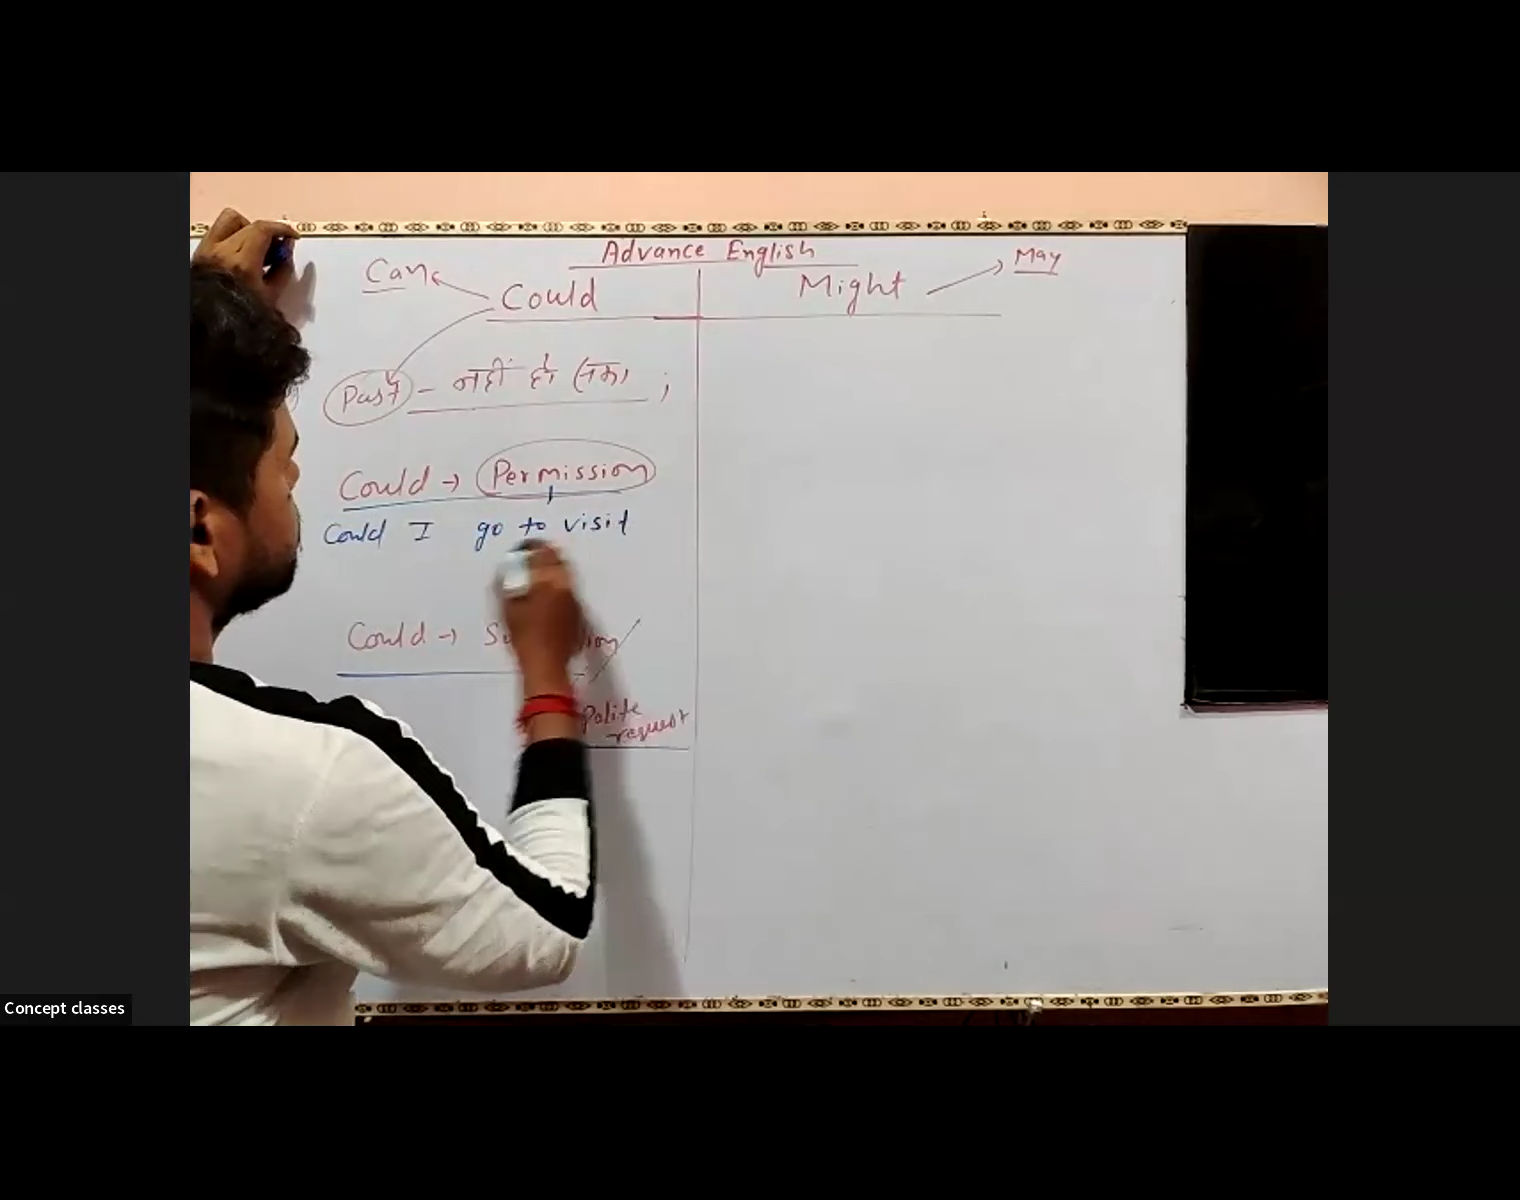 Advance English
Can Could
Might May
Past - नहीं हो सका ;
Could → Permission
Could I go to visit
Could →
Polite
request
Concept classes